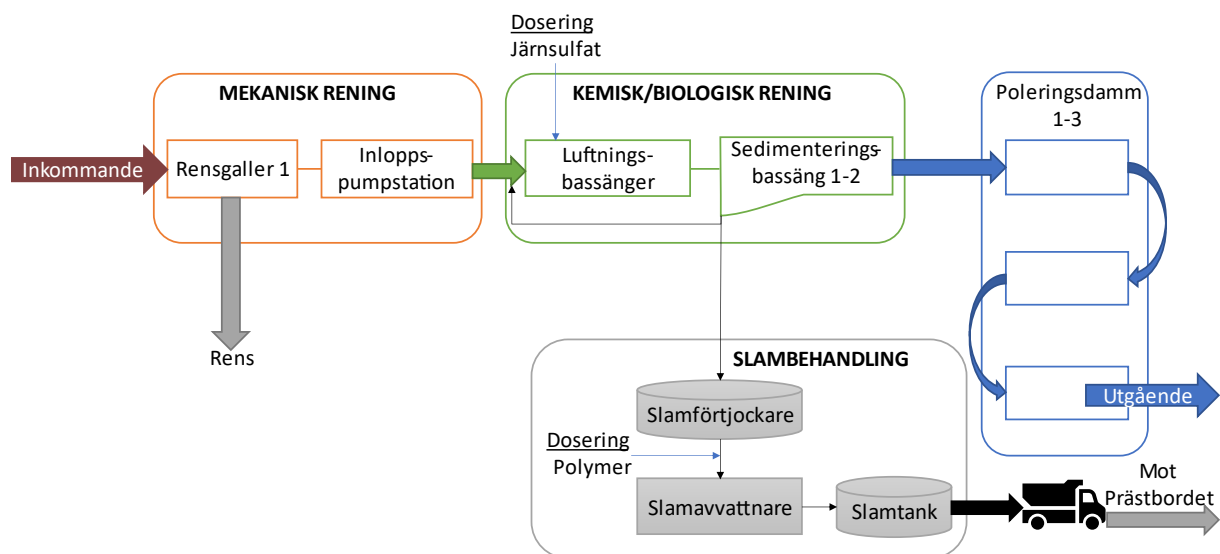 Dosering
Järnsulfat
MEKANISK RENING
KEMISK/BIOLOGISK RENING
Poleringsdamm
1-3
Inkommande
Rensgaller 1
Inlopps-
pumpstation
Luftnings-
bassänger
Sedimenterings-
bassäng 1-2
Rens
SLAMBEHANDLING
Utgående
Slamförtjockare
Dosering
Polymer
Slamavvattnare
Slamtank
Mot
Prästbordet